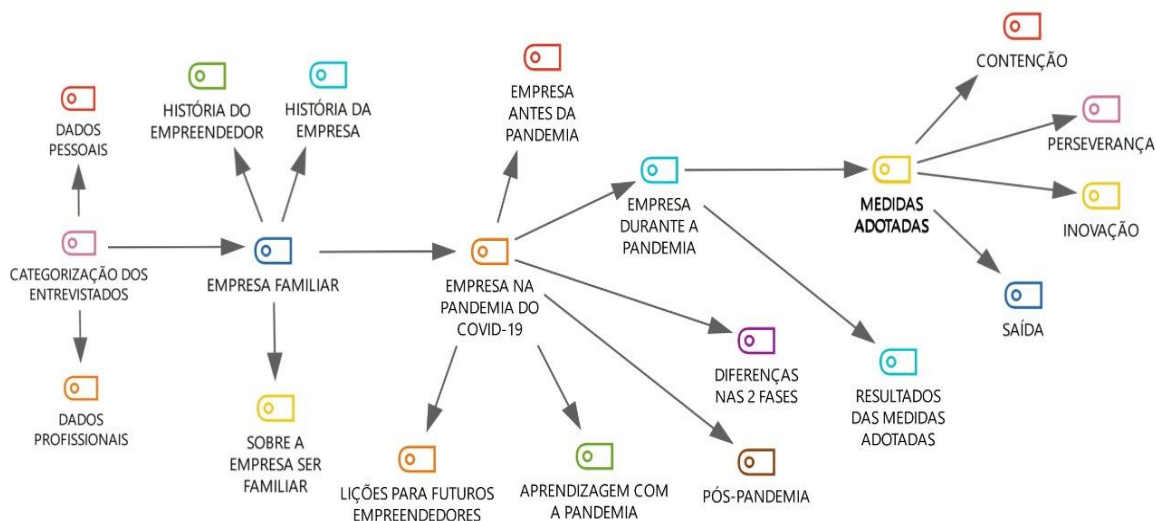 DADOS
PESSOAIS
CATEGORIZAÇÃO DOS
ENTREVISTADOS
DADOS
PROFISSIONAIS
HISTÓRIA DO
EMPREENDEDOR
HISTÓRIA DA
EMPRESA
EMPRESA FAMILIAR
SOBRE A
EMPRESA SER
FAMILIAR
EMPRESA
ANTES DA
PANDEMIA
EMPRESA NA
PANDEMIA DO
COVID-19
LIÇÕES PARA FUTUROS
EMPREENDEDORES
APRENDIZAGEM COM
A PANDEMIA
EMPRESA
DURANTE A
PANDEMIA
DIFERENÇAS
NAS 2 FASES
PÓS-PANDEMIA
MEDIDAS
ADOTADAS
RESULTADOS
DAS MEDIDAS
ADOTADAS
CONTENÇÃO
PERSEVERANÇA
INOVAÇÃO
SAÍDA